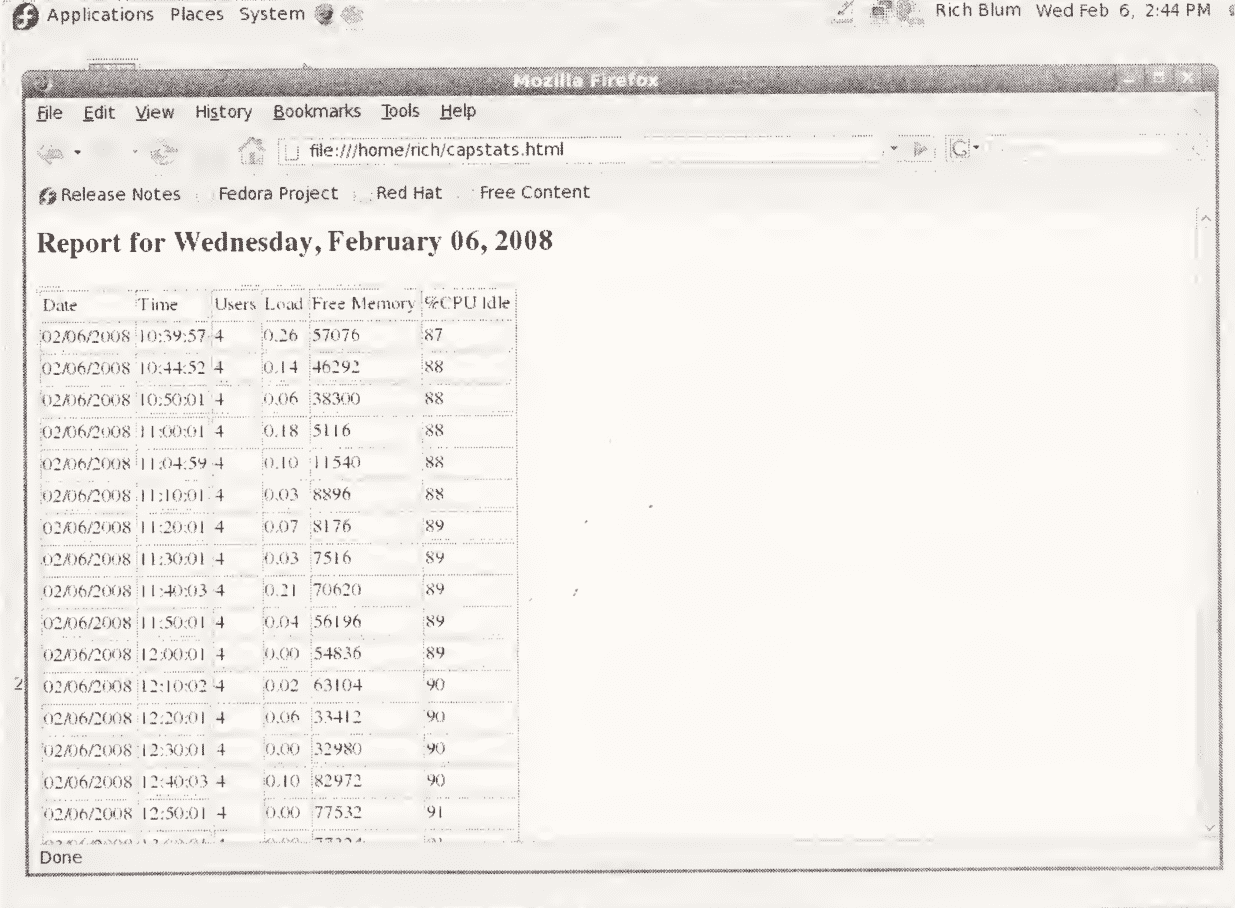 Applications Places System Rich Blum Wed Feb 6, 2:44 PM
Mozilla Firefox
File Edit View History Bookmarks Tools Help
file:///home/rich/capstats.html G
Release Notes Fedora Project Red Hat Free Content
Report for Wednesday, February 06, 2008
Date Time Users Load Free Memory %CPU Idle
02/06/2008 10:39:57 4 0.26 57076 87
02/06/2008 10:44:52 4 0.14 46292 88
02/06/2008 10:50:01 4 0.06 38300 88
02/06/2008 11:00:01 4 0.18 5116 88
02/06/2008 11:04:59 4 0.10 11540 88
02/06/2008 11:10:01 4 0.03 8896 88
02/06/2008 11:20:01 4 0.07 8176 89
02/06/2008 11:30:01 4 0.03 7516 89
02/06/2008 11:40:03 4 0.21 70620 89
02/06/2008 11:50:01 4 0.04 56196 89
02/06/2008 12:00:01 4 0.00 54836 89
2 02/06/2008 12:10:02 4 0.02 63104 90
02/06/2008 12:20:01 4 0.06 33412 90
02/06/2008 12:30:01 4 0.00 32980 90
02/06/2008 12:40:03 4 0.10 82972 90
02/06/2008 12:50:01 4 0.00 77532 91
Done